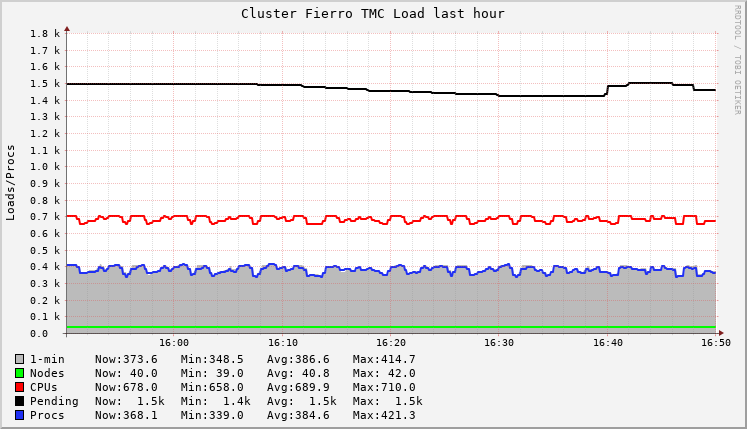 Cluster Fierro TMC Load last hour
RRDTOOL / TOBI OETIKER
Loads/Procs
1.8 k
1.7 k
1.6 k
1.5 k
1.4 k
1.3 k
1.2 k
1.1 k
1.0 k
0.9 k
0.8 k
0.7 k
0.6 k
0.5 k
0.4 k
0.3 k
0.2 k
0.1 k
0.0
16:00 16:10 16:20 16:30 16:40 16:50
1-min Now:373.6 Min:348.5 Avg:386.6 Max:414.7
Nodes Now: 40.0 Min: 39.0 Avg: 40.8 Max: 42.0
CPUs Now:678.0 Min:658.0 Avg:689.9 Max:710.0
Pending Now: 1.5k Min: 1.4k Avg: 1.5k Max: 1.5k
Procs Now:368.1 Min:339.0 Avg:384.6 Max:421.3